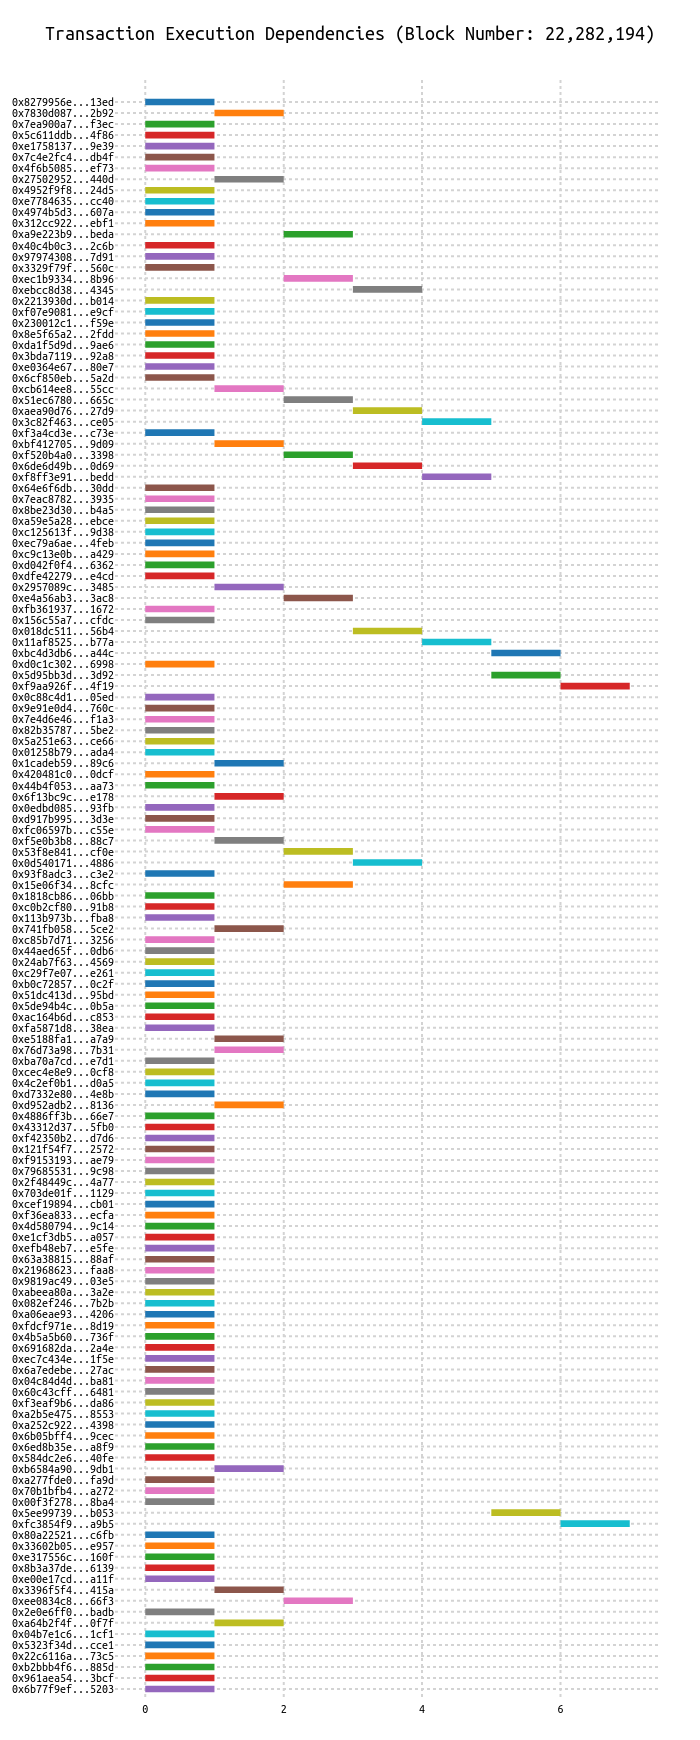 Transaction Execution Dependencies (Block Number: 22,282,194)
0x8279956e...13ed
0x7830d087...2b92
0x7ea900a7...f3ec
0x5c611ddb...4f86
0xe1758137...9e39
0x7c4e2fc4...db4f
0x4f6b5085...ef73
0x27502952...440d
0x4952f9f8...24d5
0xe7784635...cc40
0x4974b5d3...607a
0x312cc922...ebf1
0xa9e223b9...beda
0x40c4b0c3...2c6b
0x97974308...7d91
0x3329f79f...560c
0xec1b9334...8b96
0xebcc8d38...4345
0x2213930d...b014
0xf07e9081...e9cf
0x230012c1...f59e
0x8e5f65a2...2fdd
0xda1f5d9d...9ae6
0x3bda7119...92a8
0xe0364e67...80e7
0x6cf850eb...5a2d
0xcb614ee8...55cc
0x51ec6780...665c
0xaea90d76...27d9
0x3c82f463...ce05
0xf3a4cd3e...c73e
0xbf412705...9d09
0xf520b4a0...3398
0x6de6d49b...0d69
0xf8ff3e91...bedd
0x64e6f6db...30dd
0x7eac8782...3935
0x8be23d30...b4a5
0xa59e5a28...ebce
0xc125613f...9d38
0xec79a6ae...4feb
0xc9c13e0b...a429
0xd042f0f4...6362
0xdfe42279...e4cd
0x2957089c...3485
0xe4a56ab3...3ac8
0xfb361937...1672
0x156c55a7...cfdc
0x018dc511...56b4
0x11af8525...b77a
0xbc4d3db6...a44c
0xd0c1c302...6998
0x5d95bb3d...3d92
0xf9aa926f...4f19
0x0c88c4d1...05ed
0x9e91e0d4...760c
0x7e4d6e46...f1a3
0x82b35787...5be2
0x5a251e63...ce66
0x01258b79...ada4
0x1cadeb59...89c6
0x420481c0...0dcf
0x44b4f053...aa73
0x6f13bc9c...e178
0x0edbd085...93fb
0xd917b995...3d3e
0xfc06597b...c55e
0xf5e0b3b8...88c7
0x53f8e841...cf0e
0x0d540171...4886
0x93f8adc3...c3e2
0x15e06f34...8cfc
0x1818cb86...06bb
0xc0b2cf80...91b8
0x113b973b...fba8
0x741fb058...5ce2
0xc85b7d71...3256
0x44aed65f...0db6
0x24ab7f63...4569
0xc29f7e07...e261
0xb0c72857...0c2f
0x51dc413d...95bd
0x5de94b4c...0b5a
0xac164b6d...c853
0xfa5871d8...38ea
0xe5188fa1...a7a9
0x76d73a98...7b31
0xba70a7cd...e7d1
0xcec4e8e9...0cf8
0x4c2ef0b1...d0a5
0xd7332e80...4e8b
0xd952adb2...8136
0x4886ff3b...66e7
0x43312d37...5fb0
0xf42350b2...d7d6
0x121f54f7...2572
0xf9153193...ae79
0x79685531...9c98
0x2f48449c...4a77
0x703de01f...1129
0xcef19894...cb01
0xf36ea833...ecfa
0x4d580794...9c14
0xe1cf3db5...a057
0xefb48eb7...e5fe
0x63a38815...88af
0x21968623...faa8
0x9819ac49...03e5
0xabeea80a...3a2e
0x082ef246...7b2b
0xa06eae93...4206
0xfdcf971e...8d19
0x4b5a5b60...736f
0x691682da...2a4e
0xec7c434e...1f5e
0x6a7edebe...27ac
0x04c84d4d...ba81
0x60c43cff...6481
0xf3eaf9b6...da86
0xa2b5e475...8553
0xa252c922...4398
0x6b05bff4...9cec
0x6ed8b35e...a8f9
0x584dc2e6...40fe
0xb6584a90...9db1
0xa277fde0...fa9d
0x70b1bfb4...a272
0x00f3f278...8ba4
0x5ee99739...b053
0xfc3854f9...a9b5
0x80a22521...c6fb
0x33602b05...e957
0xe317556c...160f
0x8b3a37de...6139
0xe00e17cd...a11f
0x3396f5f4...415a
0xee0834c8...66f3
0x2e0e6ff0...badb
0xa64b2f4f...0f7f
0x04b7e1c6...1cf1
0x5323f34d...cce1
0x22c6116a...73c5
0xb2bbb4f6...885d
0x961aea54...3bcf
0x6b77f9ef...5203
0 2 4 6